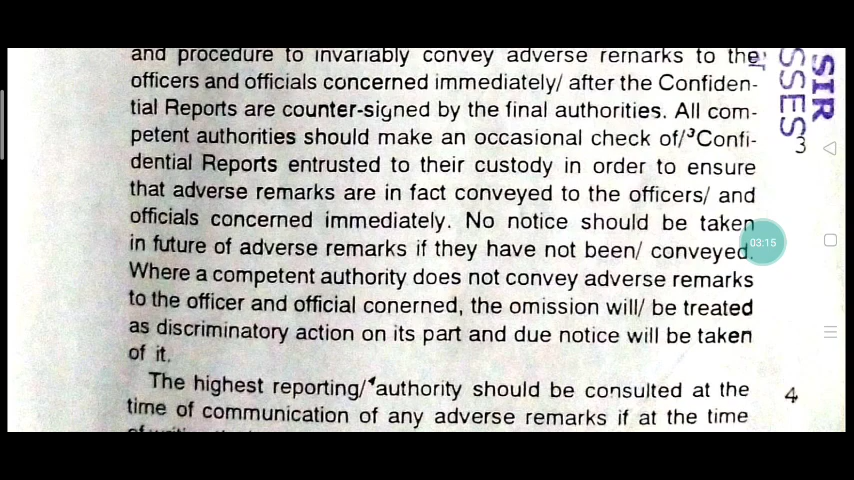 and procedure to invariably convey adverse remarks to the
officers and officials concerned immediately/ after the Confiden-
tial Reports are counter-signed by the final authorities. All com-
petent authorities should make an occasional check of/³Confi-
dential Reports entrusted to their custody in order to ensure
that adverse remarks are in fact conveyed to the officers/ and
officials concerned immediately. No notice should be taken
in future of adverse remarks if they have not been/ conveyed.
Where a competent authority does not convey adverse remarks
to the officer and official conerned, the omission will/ be treated
as discriminatory action on its part and due notice will be taken
of it.
The highest reporting/⁴authority should be consulted at the
time of communication of any adverse remarks if at the time
SIR
SSES
3
4
03:15